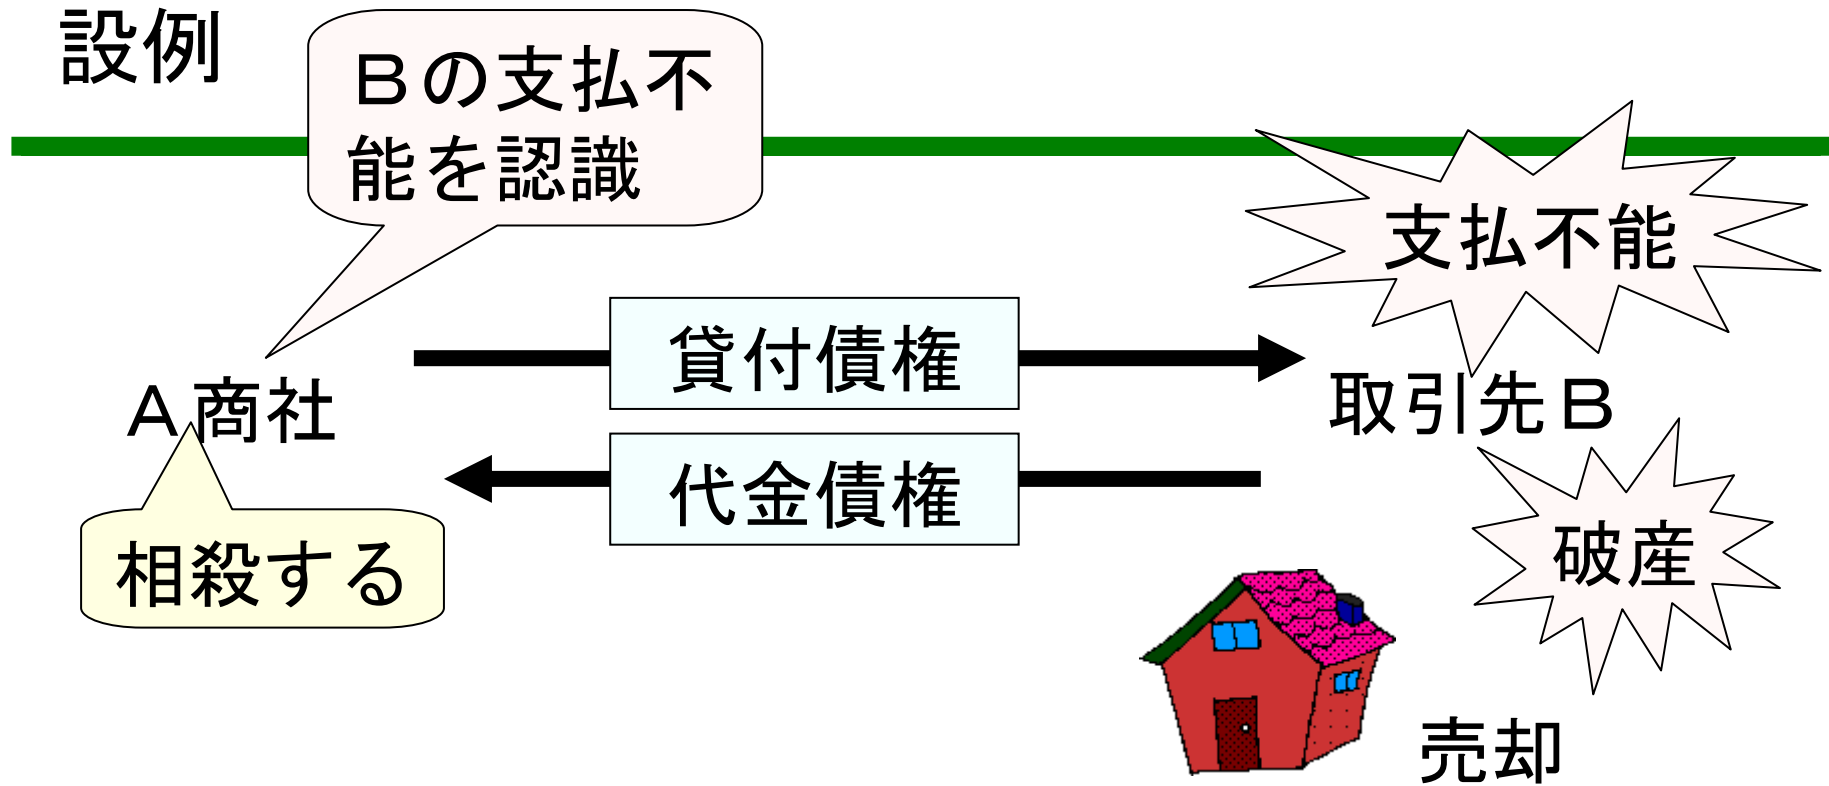 設例
Ｂの支払不
能を認識
支払不能
貸付債権
Ａ商社
取引先Ｂ
代金債権
相殺する
破産
売却